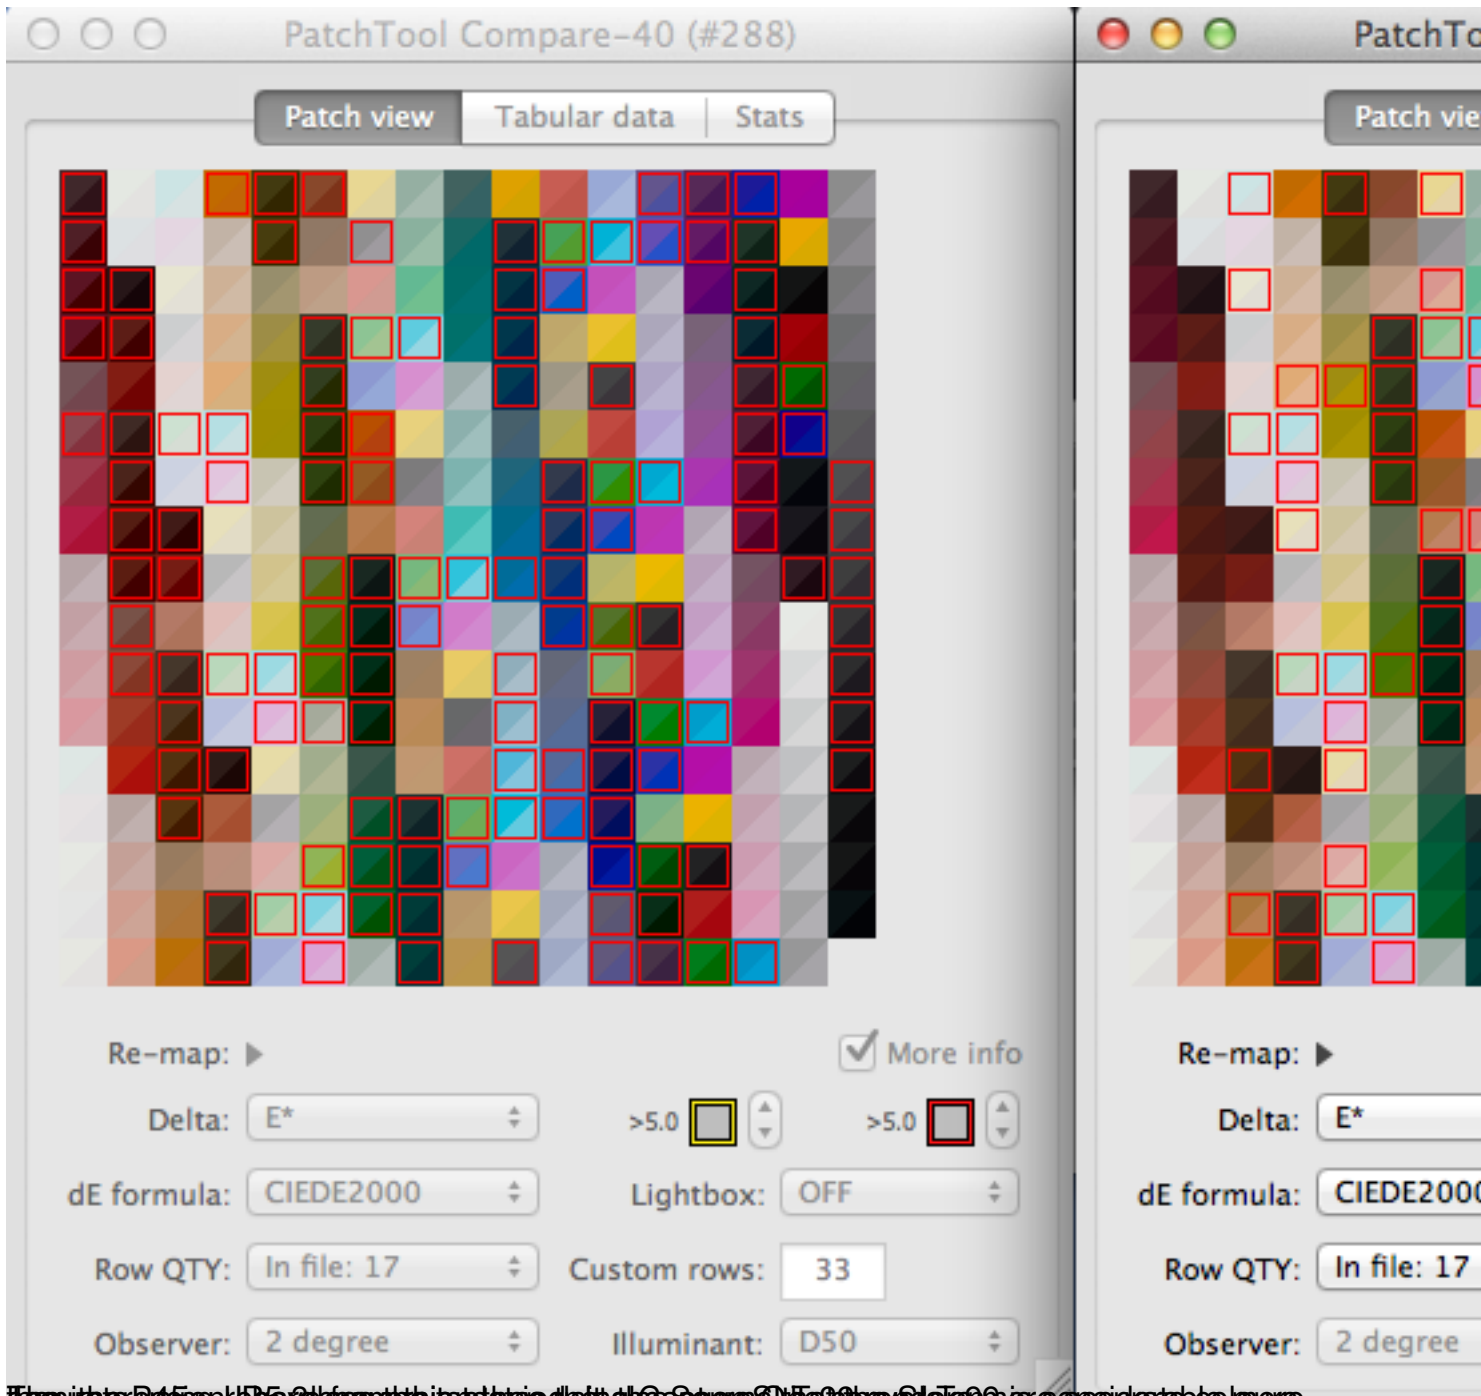 PatchTool Compare-40 (#288)
PatchTo
Patch view
Tabular data
Stats
Patch vie
Re-map:
More info
Delta:
E*
>5.0
>5.0
dE formula:
CIEDE2000
Lightbox:
OFF
Row QTY:
In file: 17
Custom rows:
33
Observer:
2 degree
Illuminant:
D50
Re-map:
Delta:
E*
dE formula:
CIEDE2000
Row QTY:
In file: 17
Observer:
2 degree